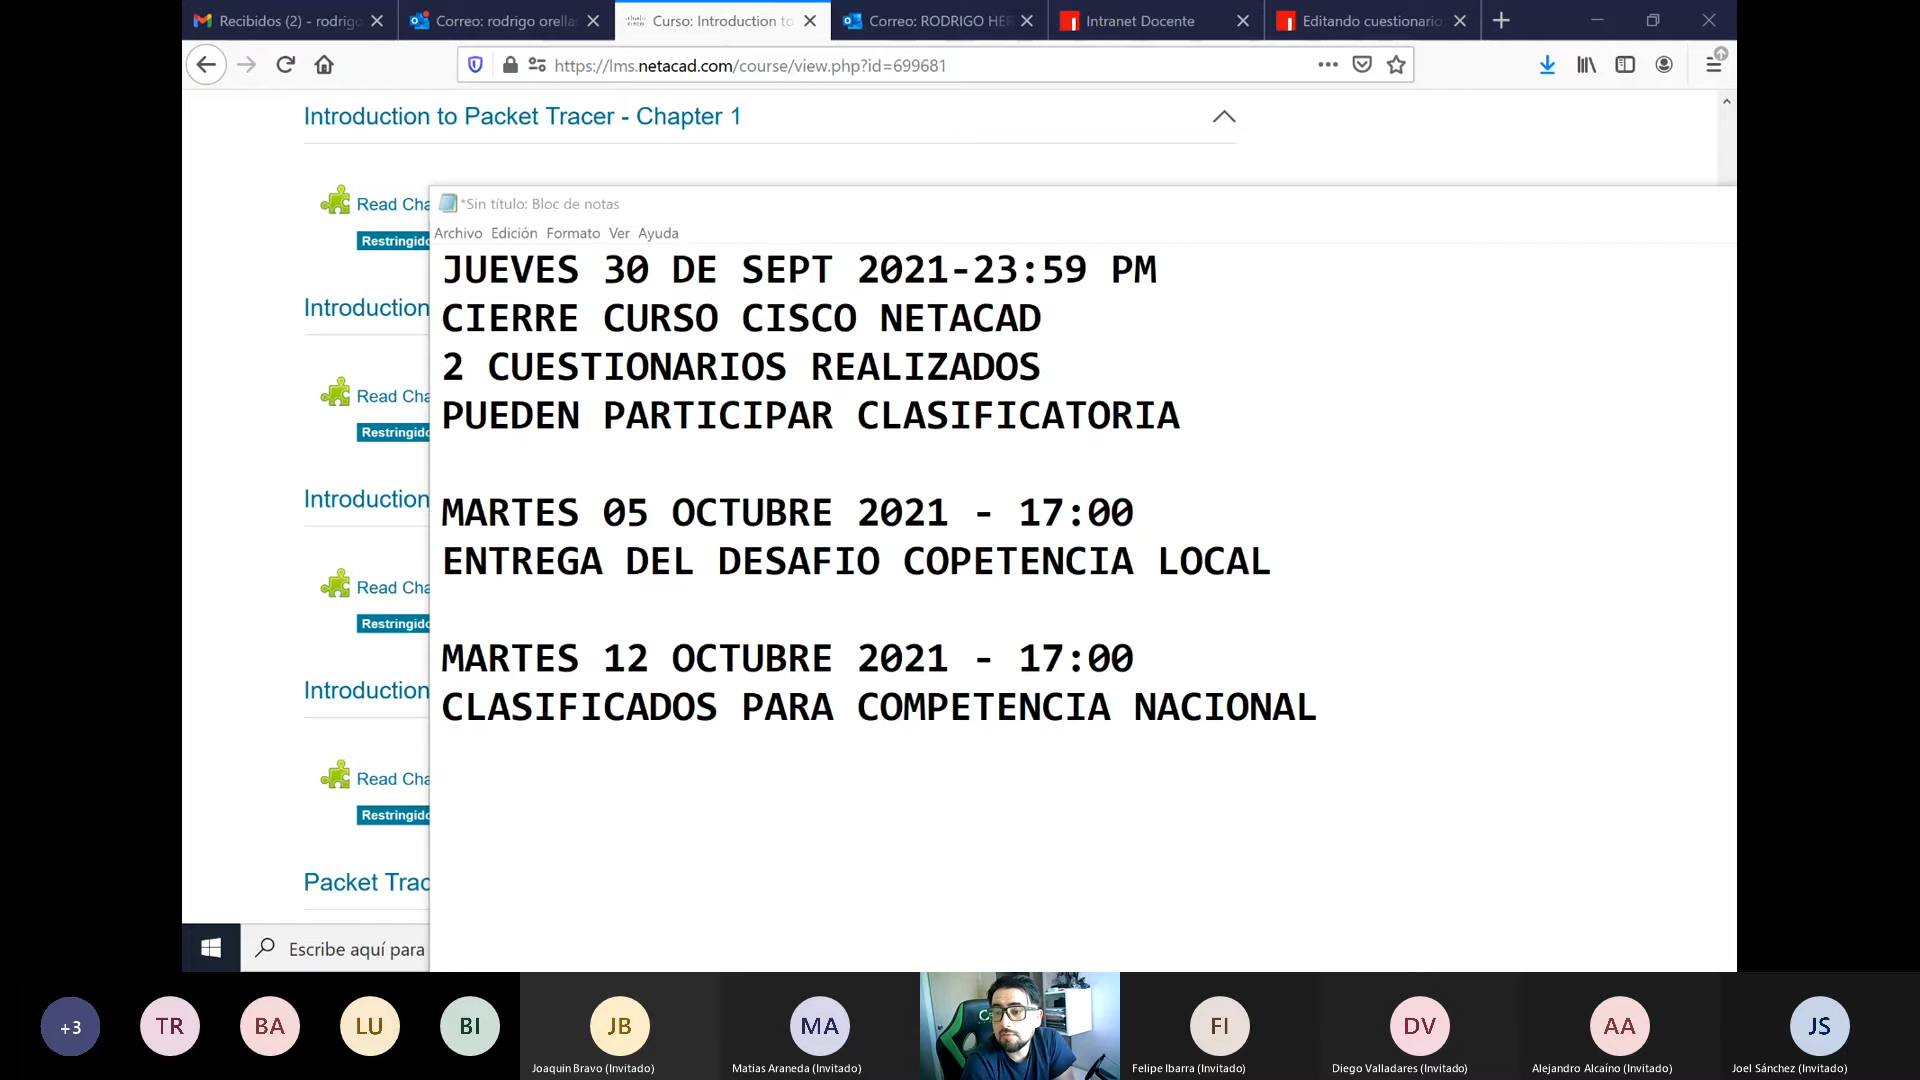 Recibidos (2) - rodrigo
Correo: rodrigo orella
Curso: Introduction to
Correo: RODRIGO HER
Intranet Docente
Editando cuestionario
https://lms.netacad.com/course/view.php?id=699681
Introduction to Packet Tracer - Chapter 1
Read Cha
Restringido
Introduction
Read Cha
Restringido
Introduction
Read Cha
Restringido
Introduction
Read Cha
Restringido
Packet Trac
*Sin título: Bloc de notas
Archivo Edición Formato Ver Ayuda
JUEVES 30 DE SEPT 2021-23:59 PM
CIERRE CURSO CISCO NETACAD
2 CUESTIONARIOS REALIZADOS
PUEDEN PARTICIPAR CLASIFICATORIA
MARTES 05 OCTUBRE 2021 - 17:00
ENTREGA DEL DESAFIO COPETENCIA LOCAL
MARTES 12 OCTUBRE 2021 - 17:00
CLASIFICADOS PARA COMPETENCIA NACIONAL
Escribe aquí para
+3
TR
BA
LU
BI
JB
Joaquin Bravo (Invitado)
MA
Matias Araneda (Invitado)
FI
Felipe Ibarra (Invitado)
DV
Diego Valladares (Invitado)
AA
Alejandro Alcaíno (Invitado)
JS
Joel Sánchez (Invitado)